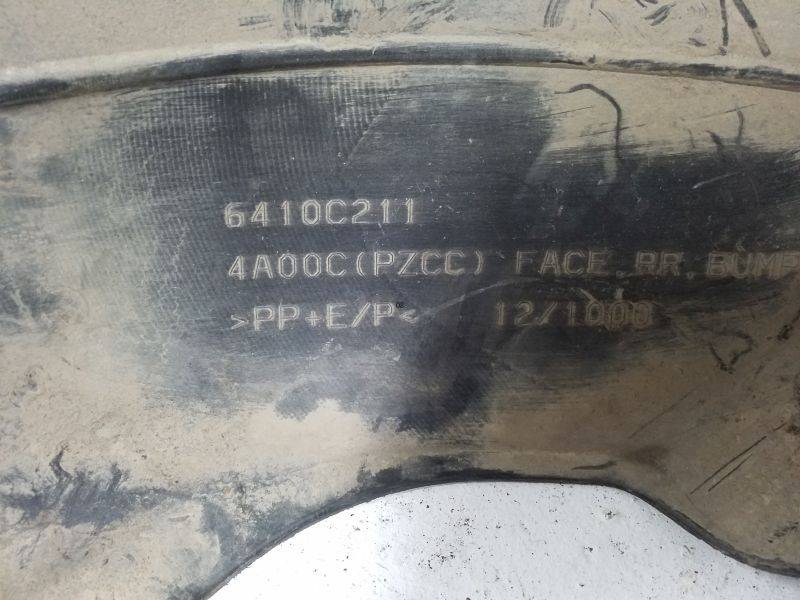 6410C211
4A00C(PZCC) FACE,RR,BUMP
>PP+E/P< 12/1000